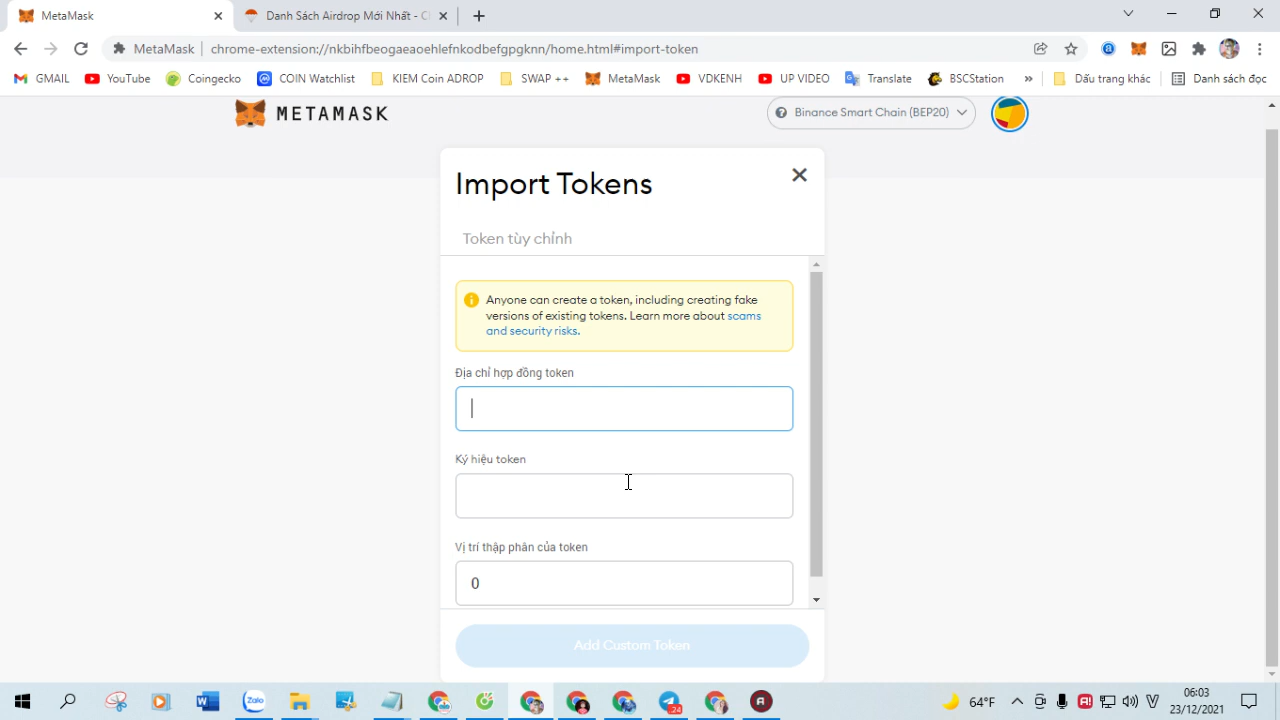 MetaMask
Danh Sách Airdrop Mới Nhất - C
MetaMask
chrome-extension://nkbihfbeogaeaoehlefnkodbefgpgknn/home.html#import-token
GMAIL
YouTube
Coingecko
COIN Watchlist
KIEM Coin ADROP
SWAP ++
MetaMask
VDKENH
UP VIDEO
Translate
BSCStation
»
Dấu trang khác
Danh sách đọc
METAMASK
Binance Smart Chain (BEP20)
Import Tokens
Token tùy chỉnh
Anyone can create a token, including creating fake
versions of existing tokens. Learn more about scams
and security risks.
Địa chỉ hợp đồng token
Ký hiệu token
Vị trí thập phân của token
0
Add Custom Token
Zalo
24
64°F
06:03
23/12/2021